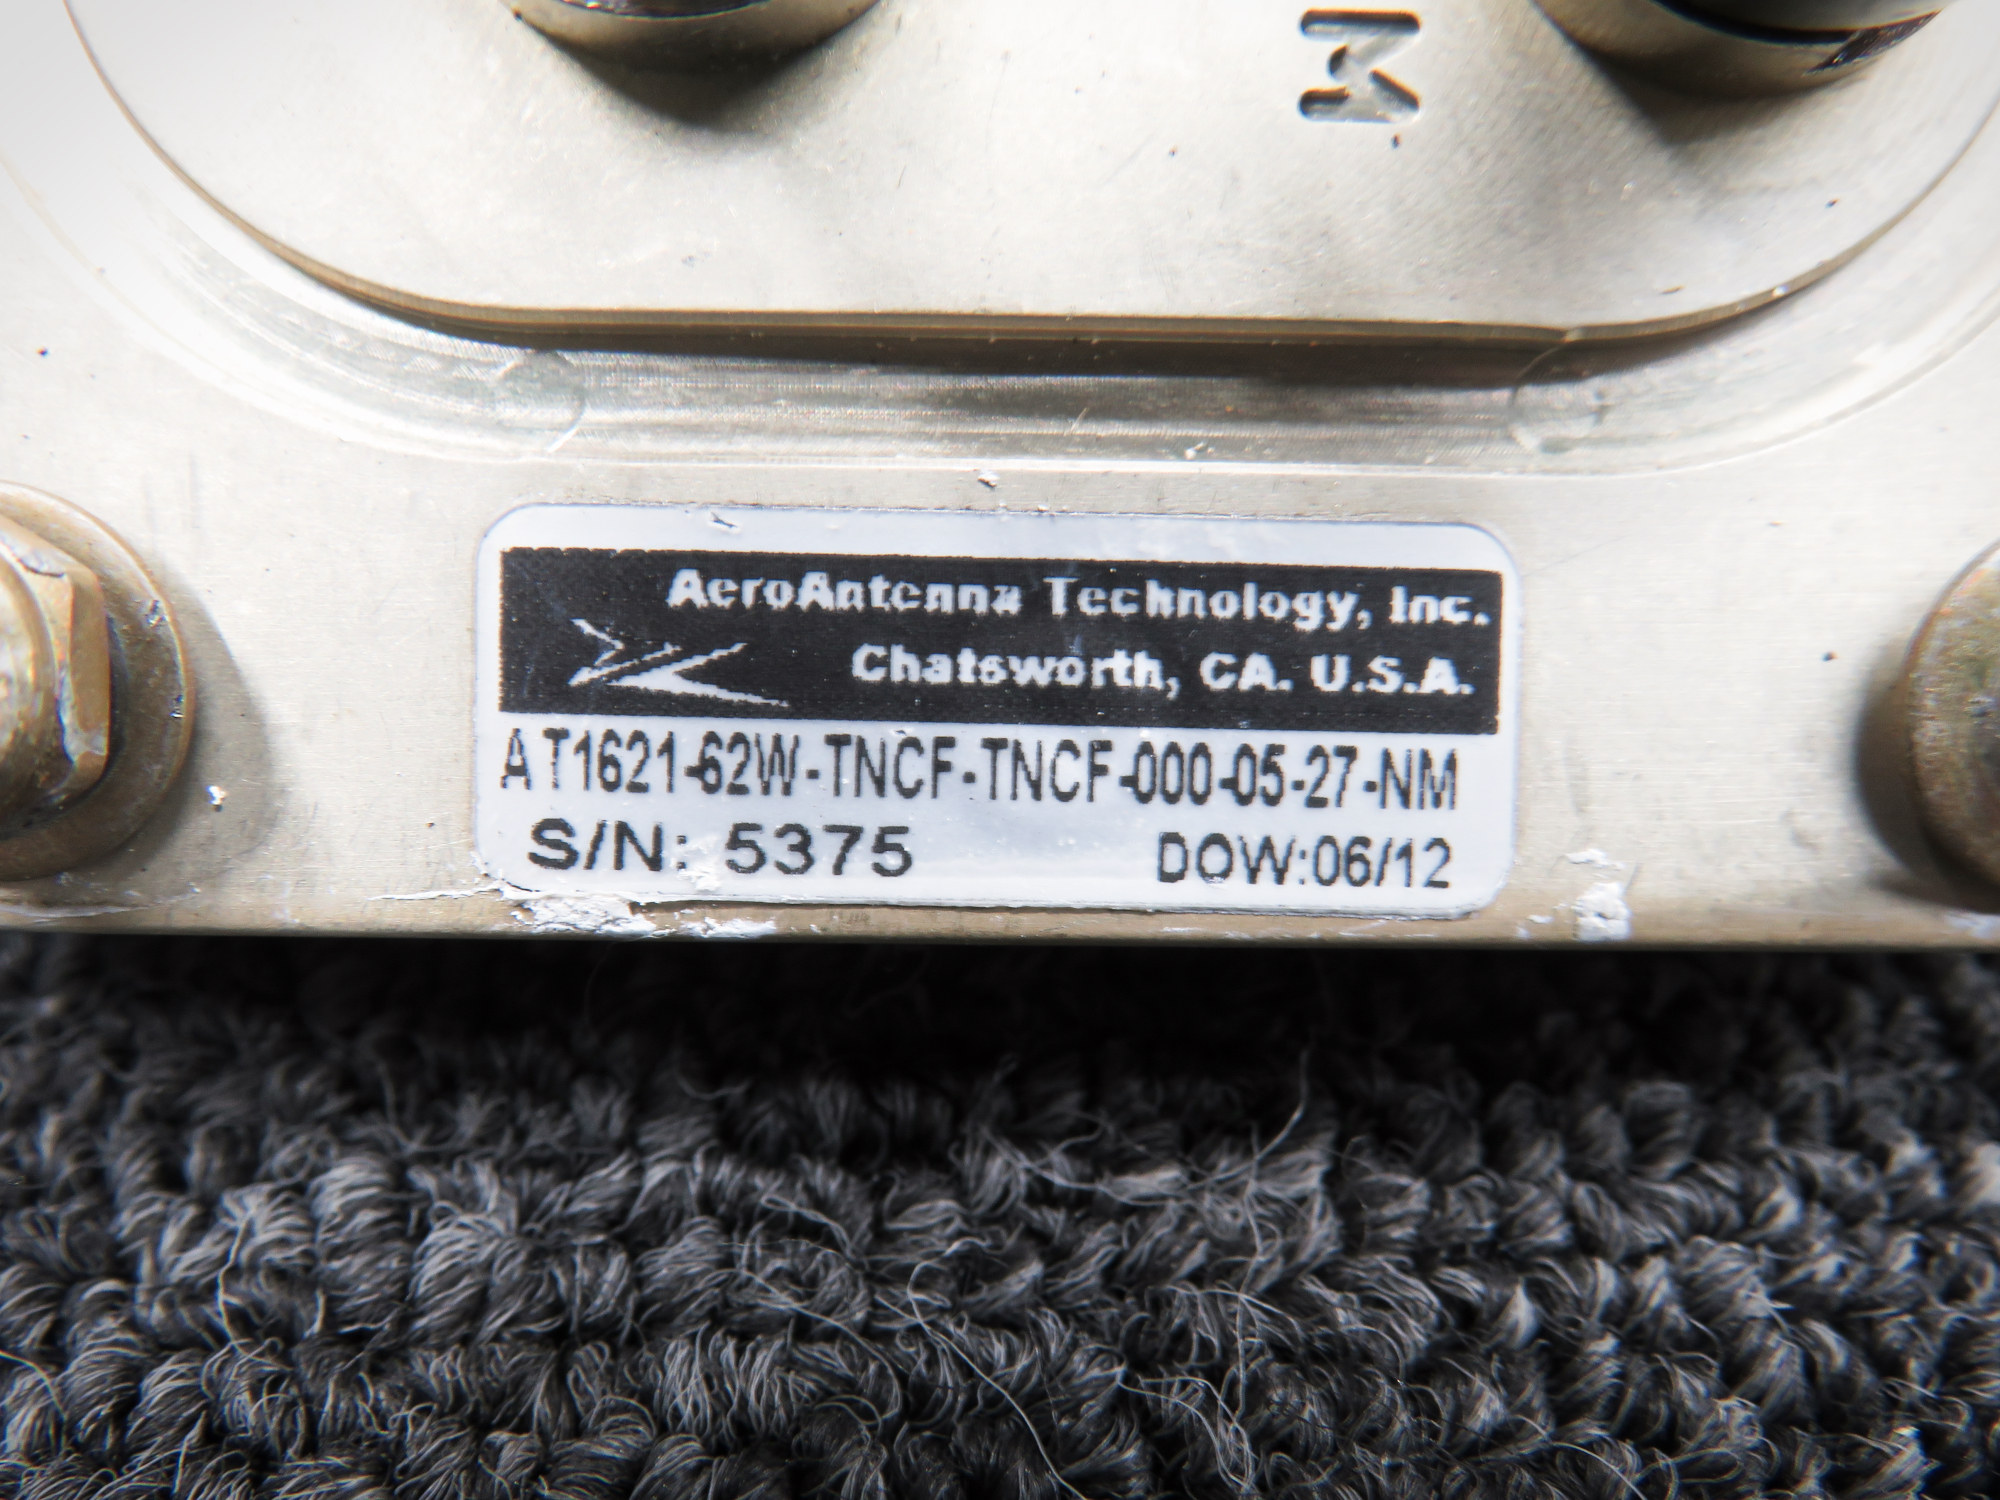 M
AeroAntenna Technology, Inc.
Chatsworth, CA. U.S.A.
AT1621-62W-TNCF-TNCF-000-05-27-NM
S/N: 5375 DOW:06/12